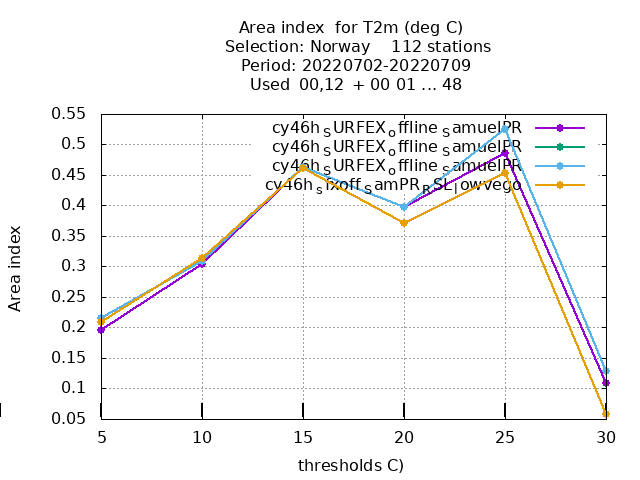 Area index  for T2m (deg C)
Selection: Norway    112 stations
Period: 20220702-20220709
Used  00,12  + 00 01 ... 48
cy46h_SURFEX_offline_SamuelPR
cy46h_SURFEX_offline_SamuelPR
cy46h_SURFEX_offline_SamuelPR
cy46h_Sfxoff_SamPR_RSL_lowvego
0.55
0.5
0.45
0.4
0.35
0.3
0.25
0.2
0.15
0.1
0.05
Area index
5 10 15 20 25 30
thresholds C)